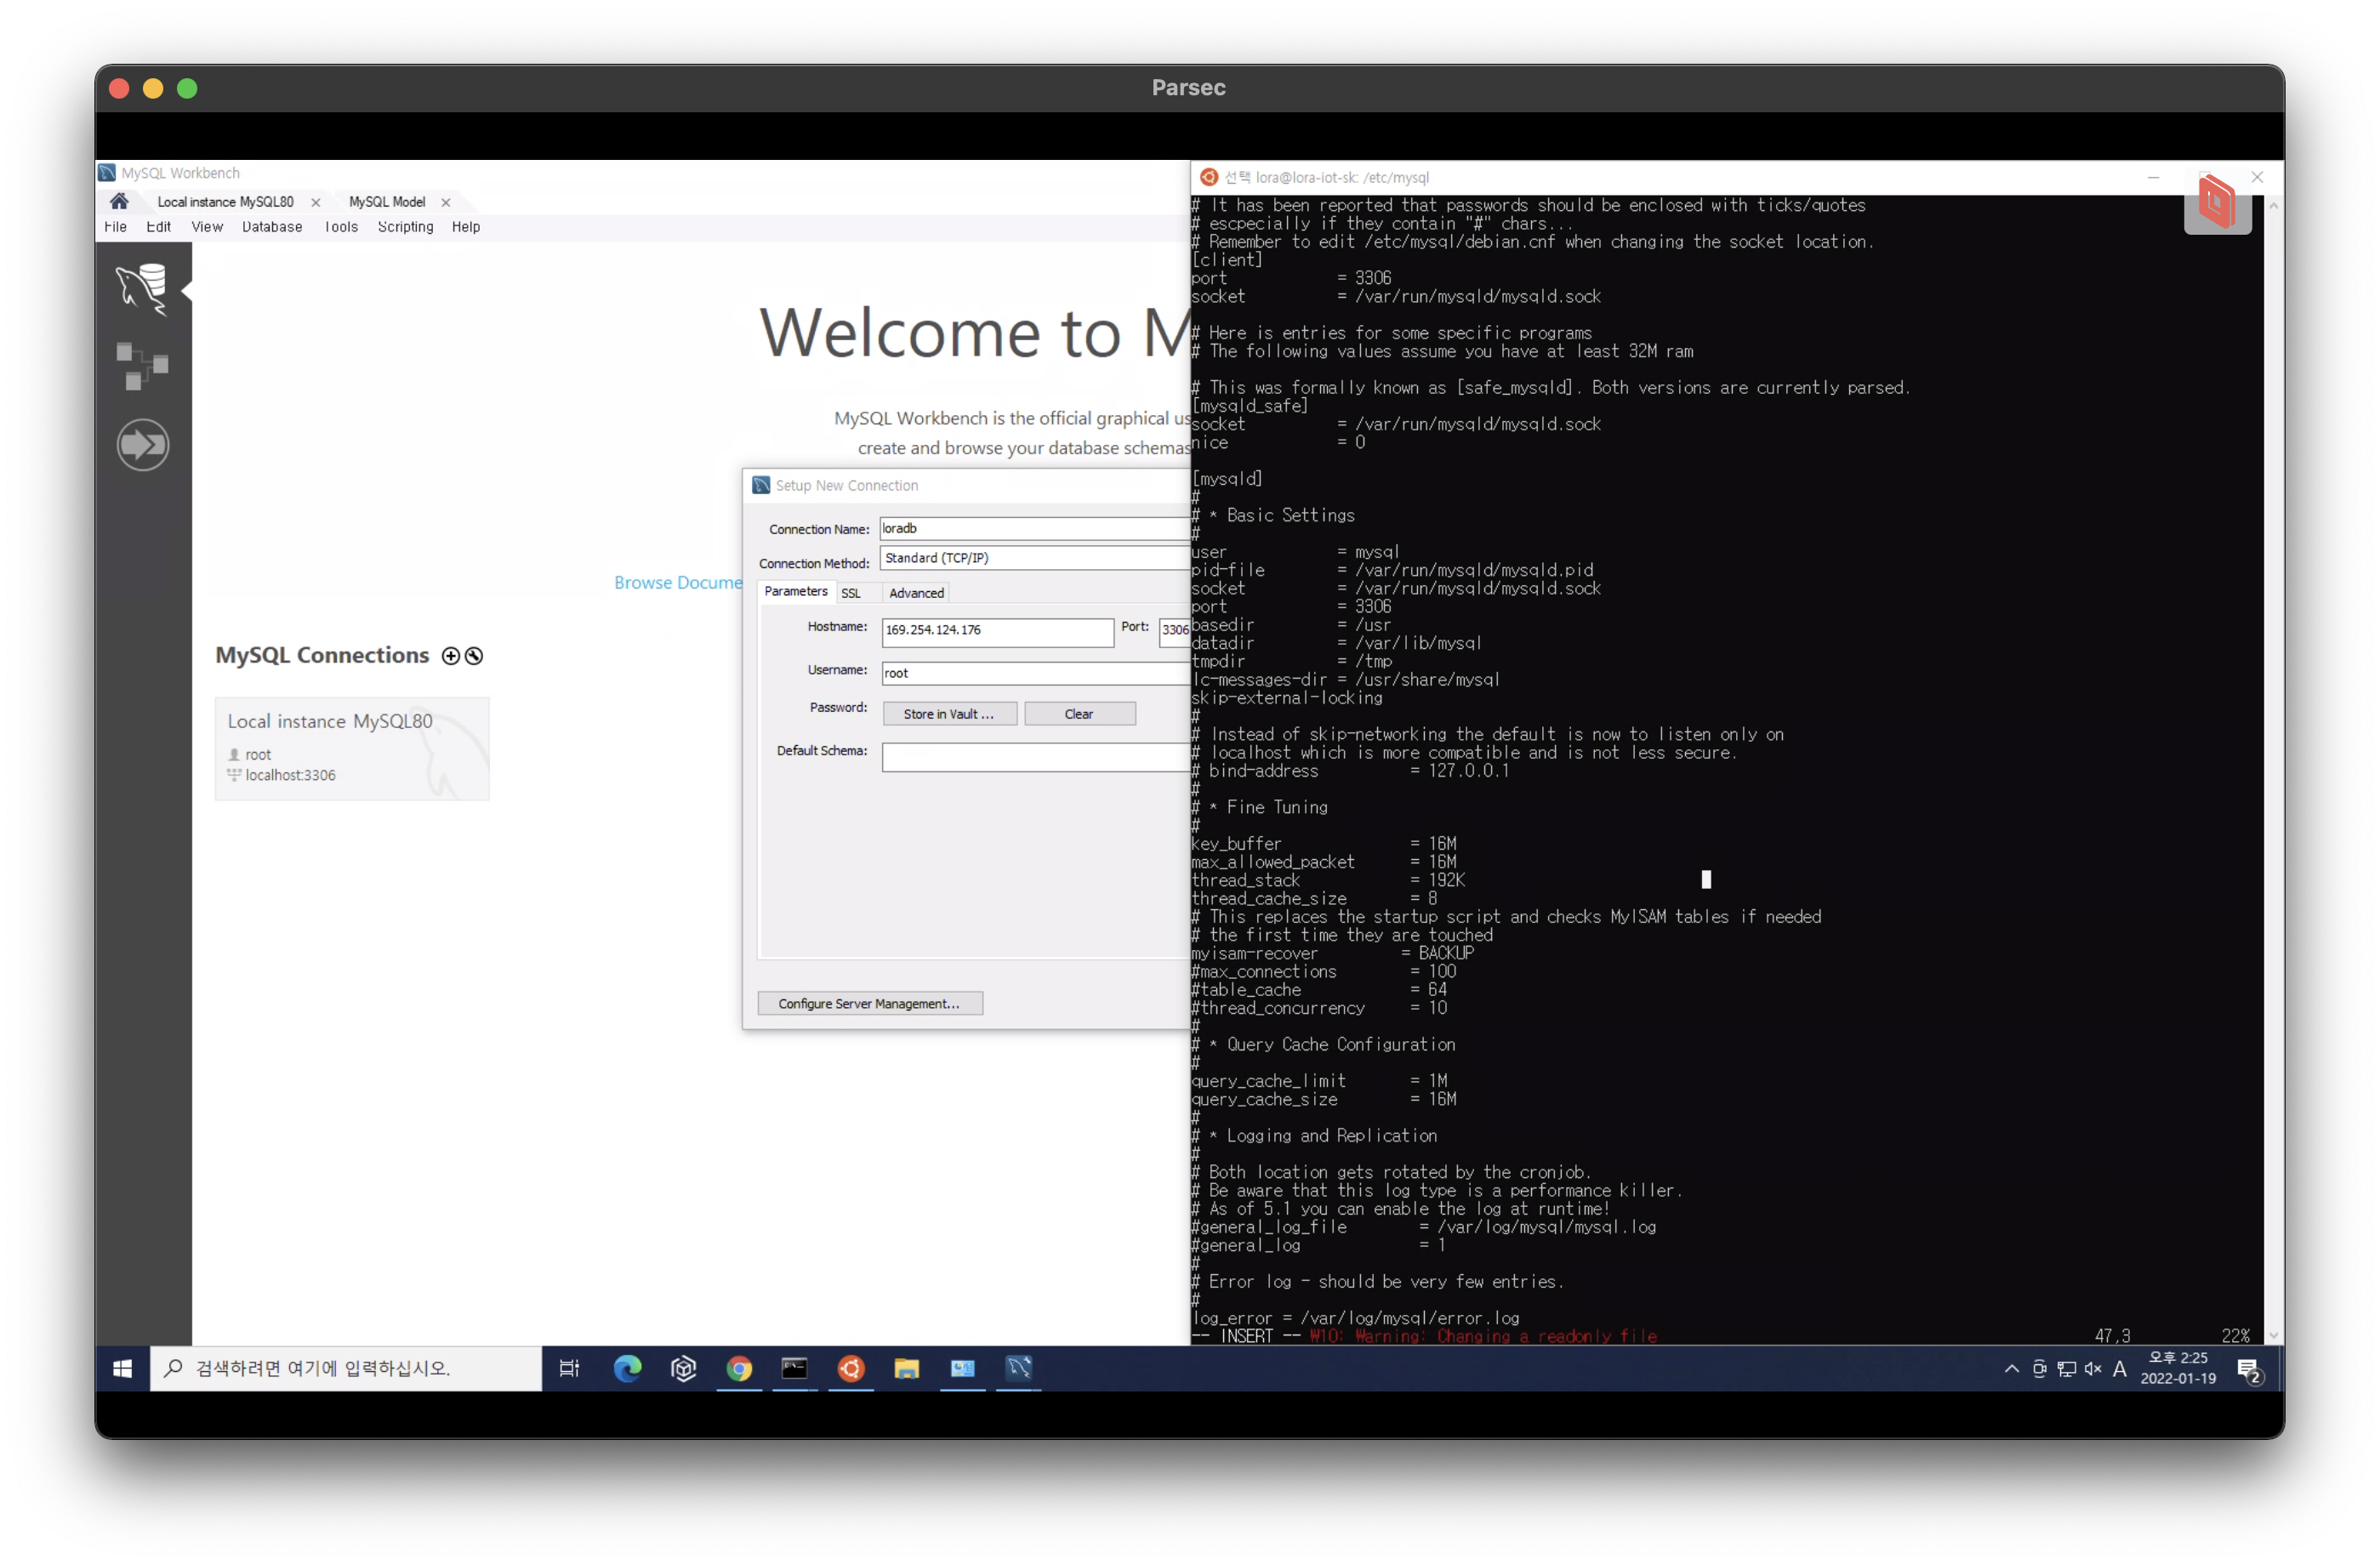 Parsec
MySQL Workbench
Local instance MySQL80
MySQL Model
File Edit View Database Tools Scripting Help
Welcome to M
MySQL Workbench is the official graphical us
create and browse your database schemas
Browse Docume
MySQL Connections
Local instance MySQL80
root
localhost:3306
Setup New Connection
Connection Name: loradb
Connection Method: Standard (TCP/IP)
Parameters SSL Advanced
Hostname: 169.254.124.176 Port: 3306
Username: root
Password: Store in Vault ... Clear
Default Schema:
Configure Server Management...
선택 lora@lora-iot-sk: /etc/mysql
# It has been reported that passwords should be enclosed with ticks/quotes
# escpecially if they contain "#" chars...
# Remember to edit /etc/mysql/debian.cnf when changing the socket location.
[client]
port = 3306
socket = /var/run/mysqld/mysqld.sock
# Here is entries for some specific programs
# The following values assume you have at least 32M ram
# This was formally known as [safe_mysqld]. Both versions are currently parsed.
[mysqld_safe]
socket = /var/run/mysqld/mysqld.sock
nice = 0
[mysqld]
#
# * Basic Settings
#
user = mysql
pid-file = /var/run/mysqld/mysqld.pid
socket = /var/run/mysqld/mysqld.sock
port = 3306
basedir = /usr
datadir = /var/lib/mysql
tmpdir = /tmp
lc-messages-dir = /usr/share/mysql
skip-external-locking
#
# Instead of skip-networking the default is now to listen only on
# localhost which is more compatible and is not less secure.
# bind-address = 127.0.0.1
#
# * Fine Tuning
#
key_buffer = 16M
max_allowed_packet = 16M
thread_stack = 192K
thread_cache_size = 8
# This replaces the startup script and checks MyISAM tables if needed
# the first time they are touched
myisam-recover = BACKUP
#max_connections = 100
#table_cache = 64
#thread_concurrency = 10
#
# * Query Cache Configuration
#
query_cache_limit = 1M
query_cache_size = 16M
#
# * Logging and Replication
#
# Both location gets rotated by the cronjob.
# Be aware that this log type is a performance killer.
# As of 5.1 you can enable the log at runtime!
#general_log_file = /var/log/mysql/mysql.log
#general_log = 1
#
# Error log - should be very few entries.
#
log_error = /var/log/mysql/error.log
-- INSERT -- W10: Warning: Changing a readonly file 47,3 22%
검색하려면 여기에 입력하십시오.
A
오후 2:25
2022-01-19
2